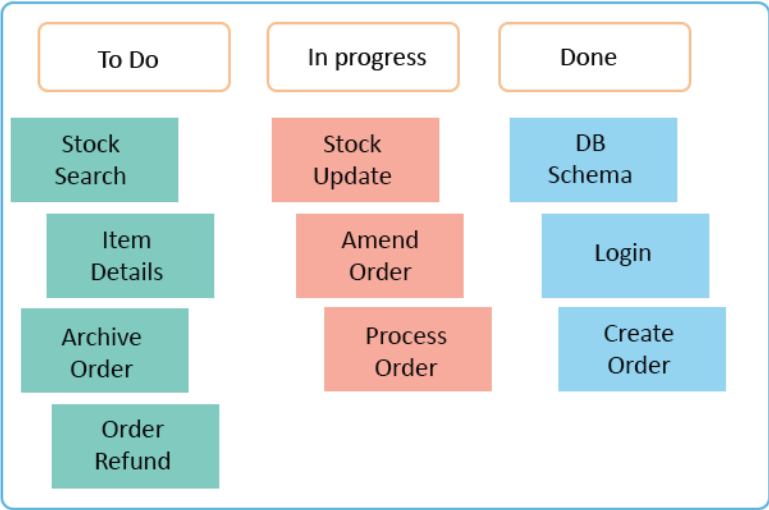 To Do
In progress
Done
Stock
Search
Item
Details
Archive
Order
Order
Refund
Stock
Update
Amend
Order
Process
Order
DB
Schema
Login
Create
Order